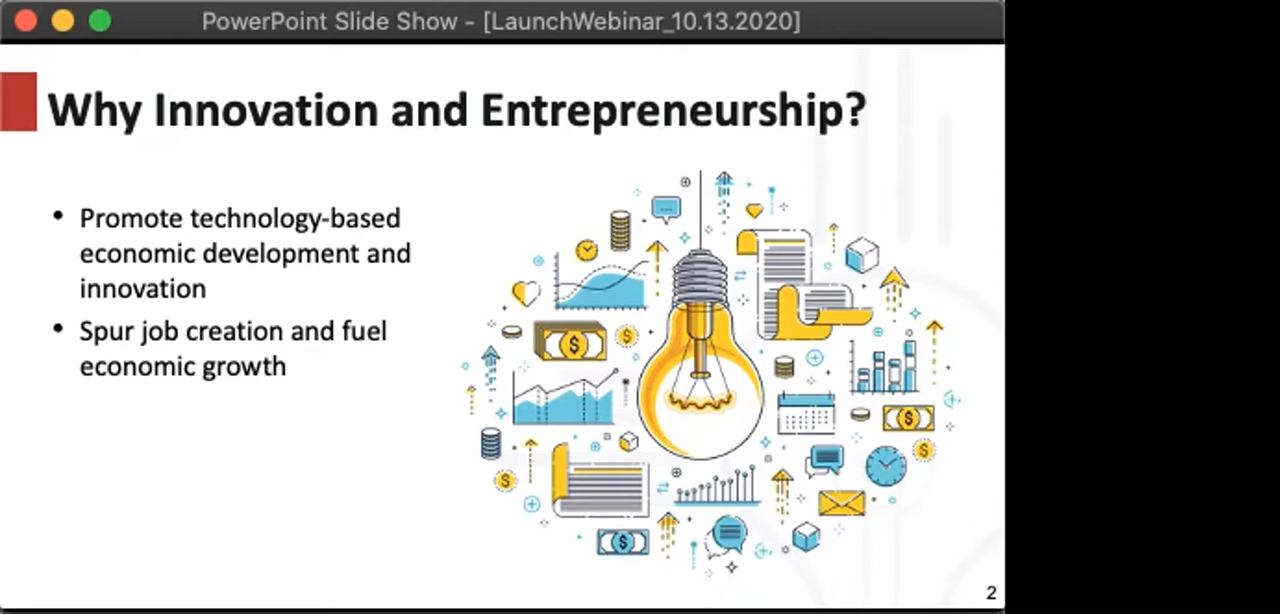 PowerPoint Slide Show - [LaunchWebinar_10.13.2020]
Why Innovation and Entrepreneurship?
• Promote technology-based
economic development and
innovation
• Spur job creation and fuel
economic growth
2